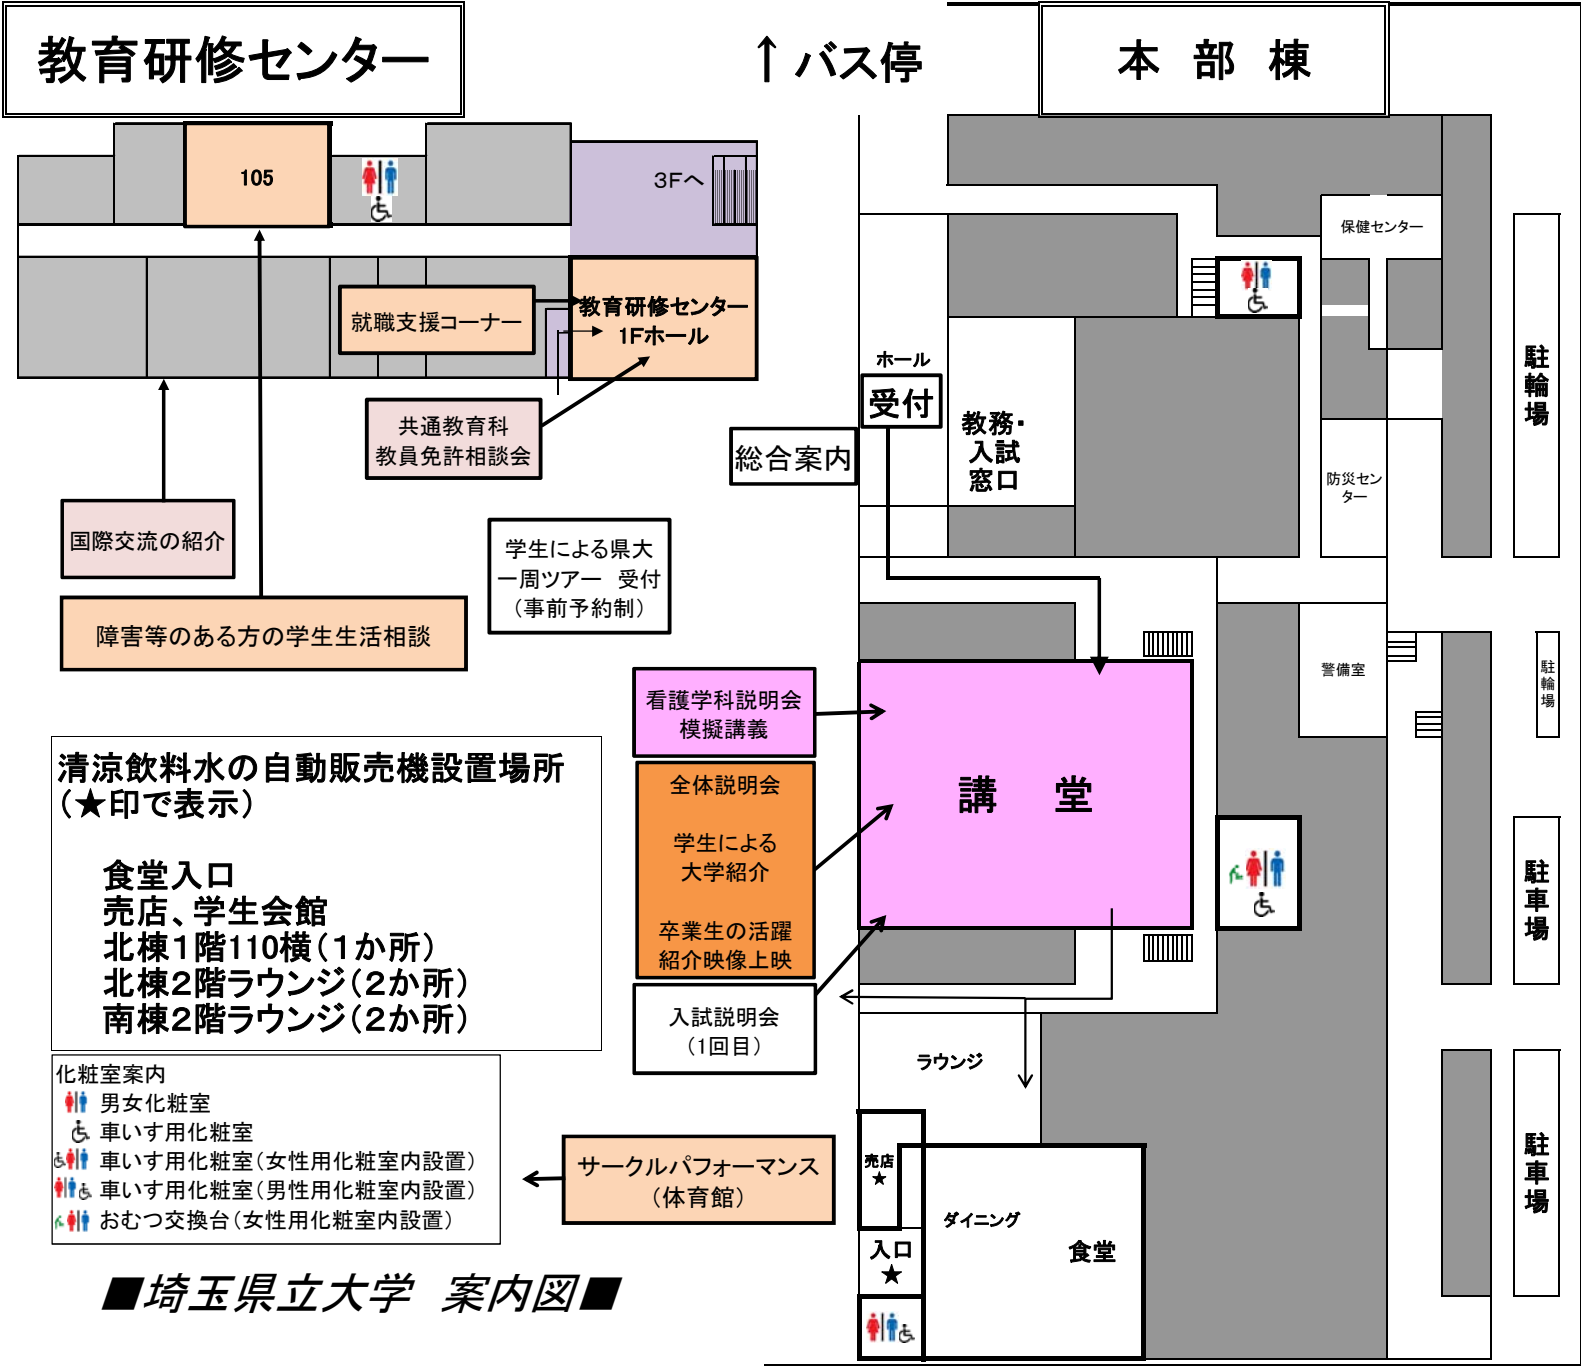 教育研修センター
↑バス停
本 部 棟
105
3Fへ
保健センター
就職支援コーナー
教育研修センター
1Fホール
ホール
受付
駐輪場
共通教育科
教員免許相談会
総合案内
教務・
入試
窓口
防災セン
ター
国際交流の紹介
学生による県大
一周ツアー 受付
(事前予約制)
障害等のある方の学生生活相談
警備室
駐輪場
看護学科説明会
模擬講義
清涼飲料水の自動販売機設置場所
(★印で表示)
食堂入口
売店、学生会館
北棟1階110横(1か所)
北棟2階ラウンジ(2か所)
南棟2階ラウンジ(2か所)
全体説明会
学生による
大学紹介
卒業生の活躍
紹介映像上映
講 堂
駐車場
入試説明会
(1回目)
ラウンジ
化粧室案内
男女化粧室
車いす用化粧室
車いす用化粧室(女性用化粧室内設置)
車いす用化粧室(男性用化粧室内設置)
おむつ交換台(女性用化粧室内設置)
サークルパフォーマンス
(体育館)
売店
★
ダイニング
食堂
入口
★
駐車場
■埼玉県立大学 案内図■